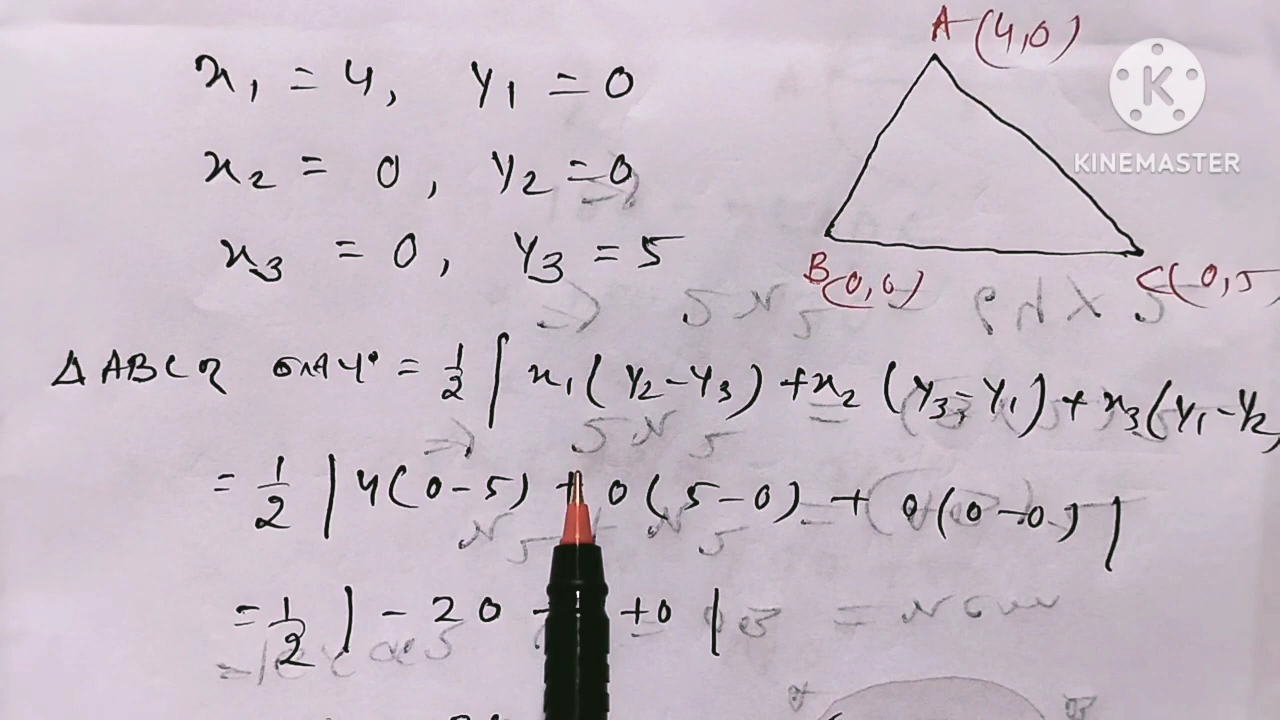 x₁ = 4, y₁ = 0
x₂ = 0, y₂ = 0
x₃ = 0, y₃ = 5
A(4,0)
B(0,0)
C(0,5
KINEMASTER
△ ABC = 1/2 | x₁(y₂-y₃) + x₂(y₃-y₁) + x₃(y₁-y₂)
= 1/2 | 4(0-5) + 0(5-0) + 0(0-0) |
= 1/2 | -20 +0 |